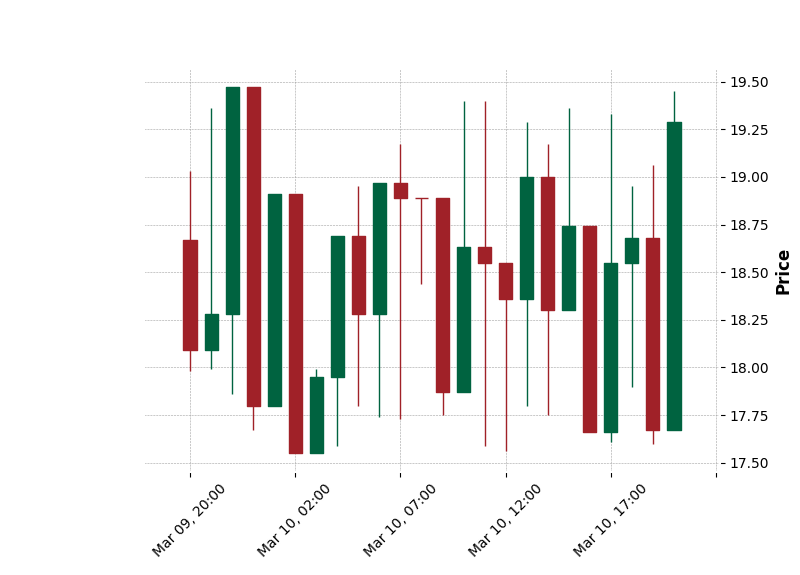 19.50
19.25
19.00
18.75
18.50
18.25
18.00
17.75
17.50
Price
Mar 09, 20:00
Mar 10, 02:00
Mar 10, 07:00
Mar 10, 12:00
Mar 10, 17:00